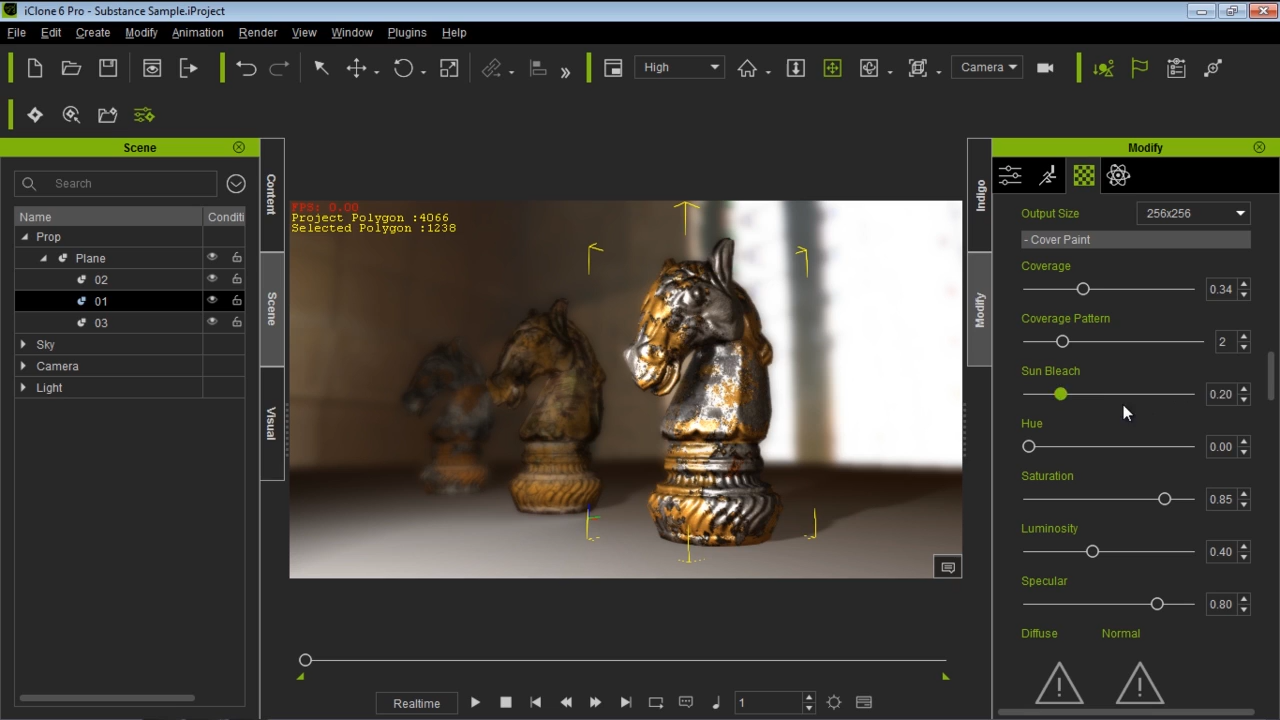 iClone 6 Pro - Substance Sample.iProject
File Edit Create Modify Animation Render View Window Plugins Help
High
Camera
Scene
Search
Name Conditi
Prop
Plane
02
01
03
Sky
Camera
Light
Content
Scene
Visual
FPS: 0.00
Project Polygon :4066
Selected Polygon :1238
Realtime
1
Indigo
Modify
Modify
Output Size 256x256
- Cover Paint
Coverage
0.34
Coverage Pattern
2
Sun Bleach
0.20
Hue
0.00
Saturation
0.85
Luminosity
0.40
Specular
0.80
Diffuse Normal